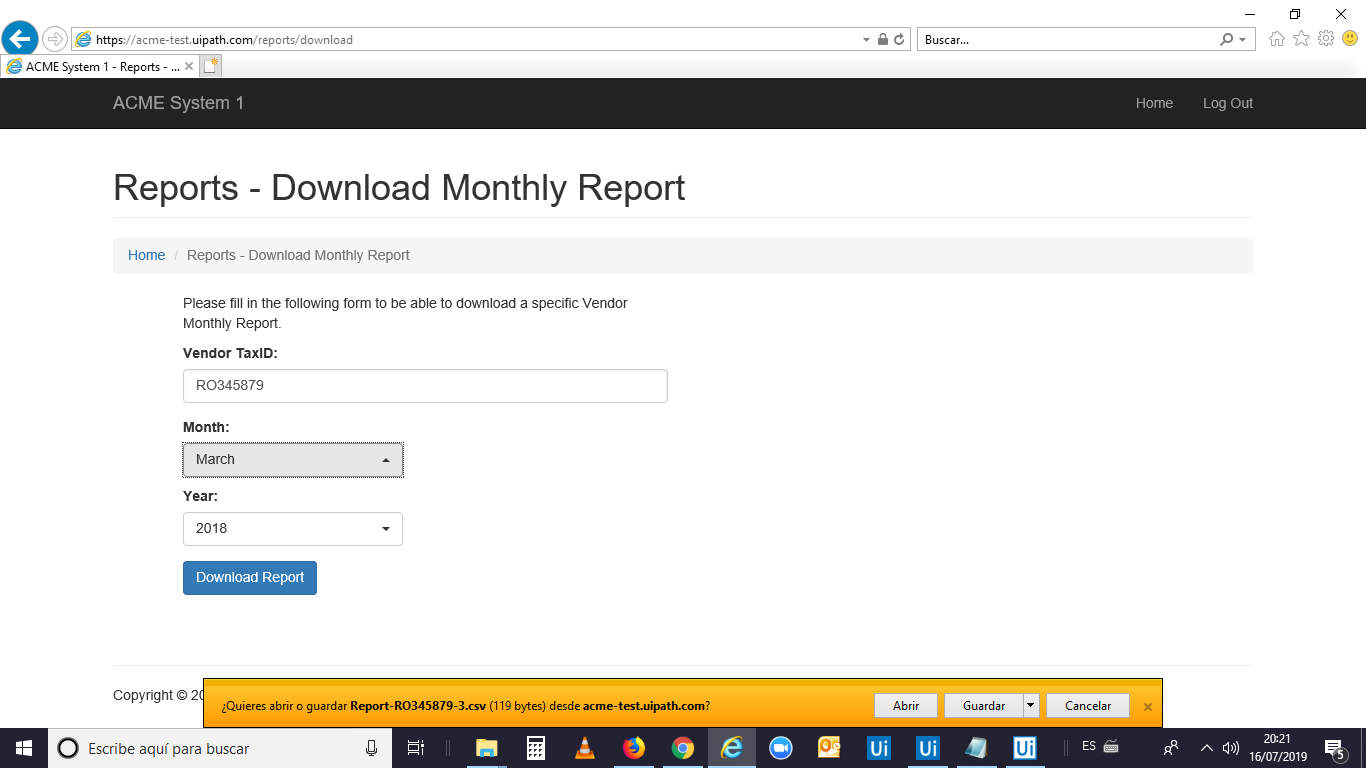 https://acme-test.uipath.com/reports/download
Buscar...
ACME System 1 - Reports - ...
ACME System 1
Home
Log Out
Reports - Download Monthly Report
Home / Reports - Download Monthly Report
Please fill in the following form to be able to download a specific Vendor
Monthly Report.
Vendor TaxID:
RO345879
Month:
March
Year:
2018
Download Report
Copyright © 20
¿Quieres abrir o guardar Report-RO345879-3.csv (119 bytes) desde acme-test.uipath.com?
Abrir
Guardar
Cancelar
Escribe aquí para buscar
Ui
Ui
Ui
ES
20:21
16/07/2019
5